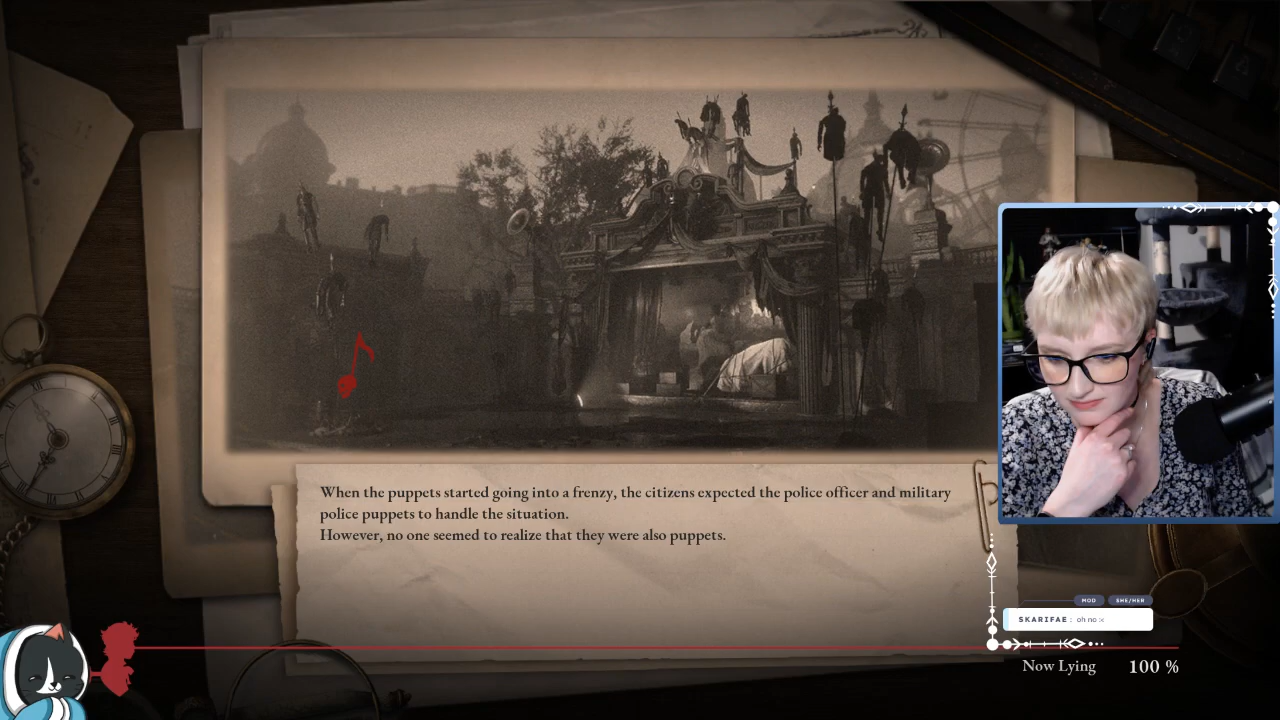 When the puppets started going into a frenzy, the citizens expected the police officer and military
police puppets to handle the situation.
However, no one seemed to realize that they were also puppets.
MOD SHE/HER
SKARIFAE : oh no :<
Now Lying 100 %